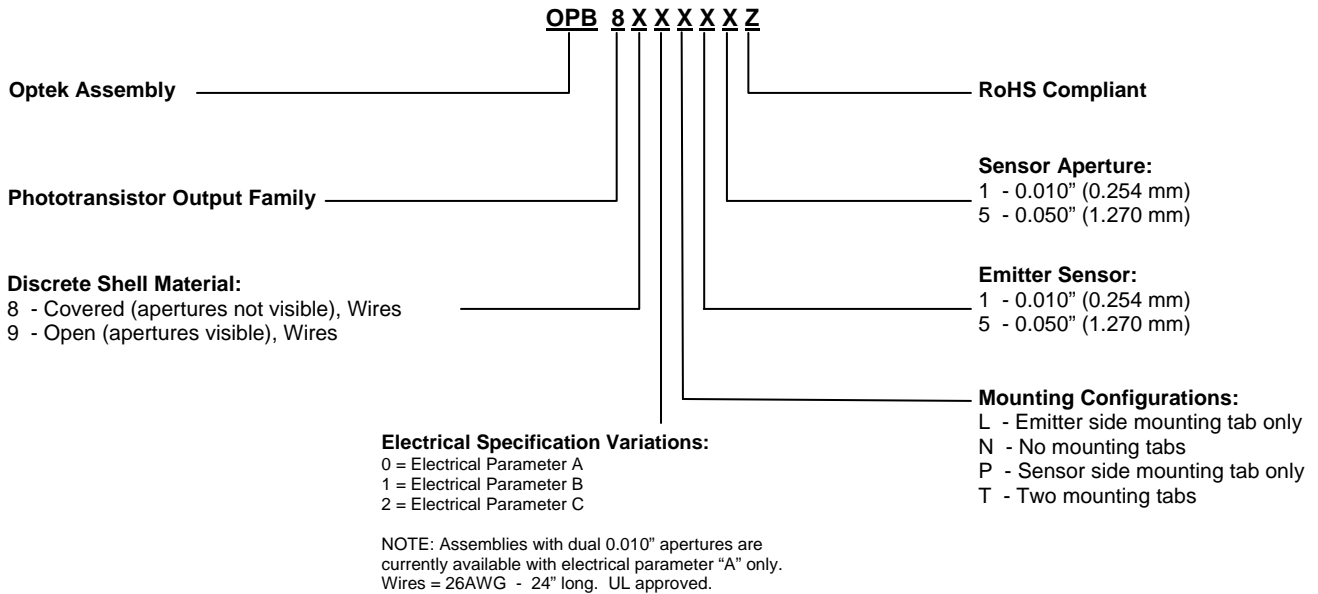 OPB 8 X X X X X Z
Optek Assembly
RoHS Compliant
Phototransistor Output Family
Sensor Aperture:
1 - 0.010” (0.254 mm)
5 - 0.050” (1.270 mm)
Discrete Shell Material:
8 - Covered (apertures not visible), Wires
9 - Open (apertures visible), Wires
Emitter Sensor:
1 - 0.010” (0.254 mm)
5 - 0.050” (1.270 mm)
Mounting Configurations:
L - Emitter side mounting tab only
N - No mounting tabs
P - Sensor side mounting tab only
T - Two mounting tabs
Electrical Specification Variations:
0 = Electrical Parameter A
1 = Electrical Parameter B
2 = Electrical Parameter C
NOTE: Assemblies with dual 0.010” apertures are
currently available with electrical parameter “A” only.
Wires = 26AWG - 24” long. UL approved.